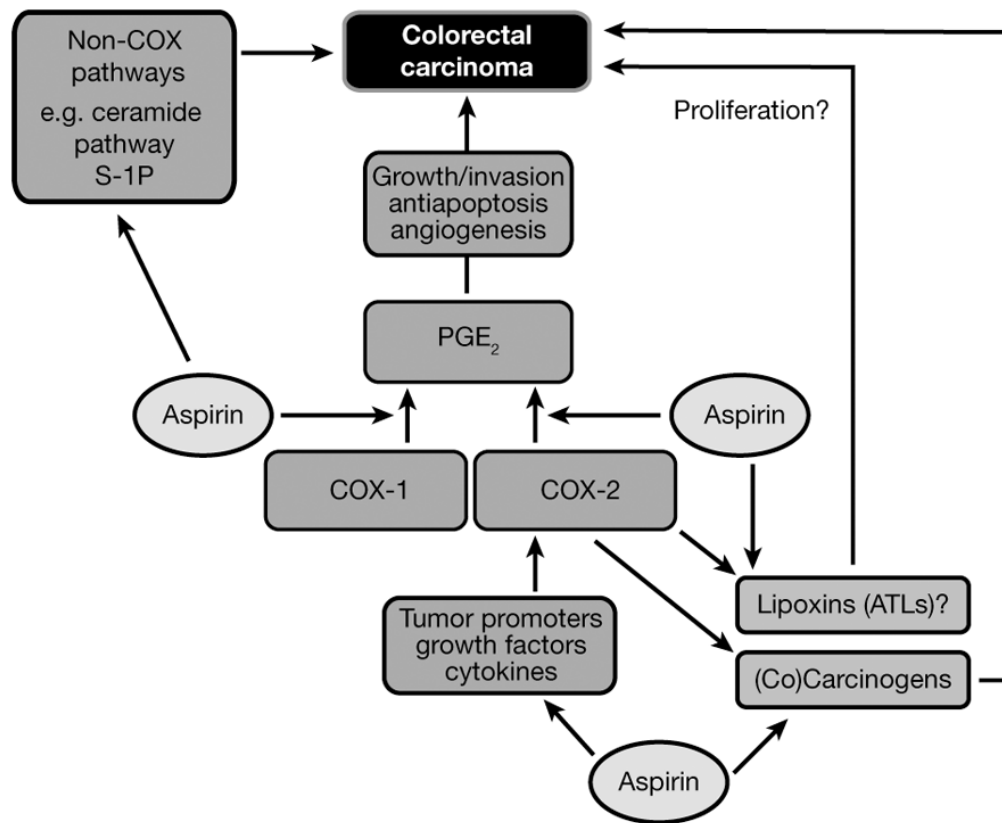 Non-COX
pathways
e.g. ceramide
pathway
S-1P
Colorectal
carcinoma
Proliferation?
Growth/invasion
antiapoptosis
angiogenesis
PGE₂
Aspirin
Aspirin
COX-1
COX-2
Lipoxins (ATLs)?
Tumor promoters
growth factors
cytokines
(Co)Carcinogens
Aspirin